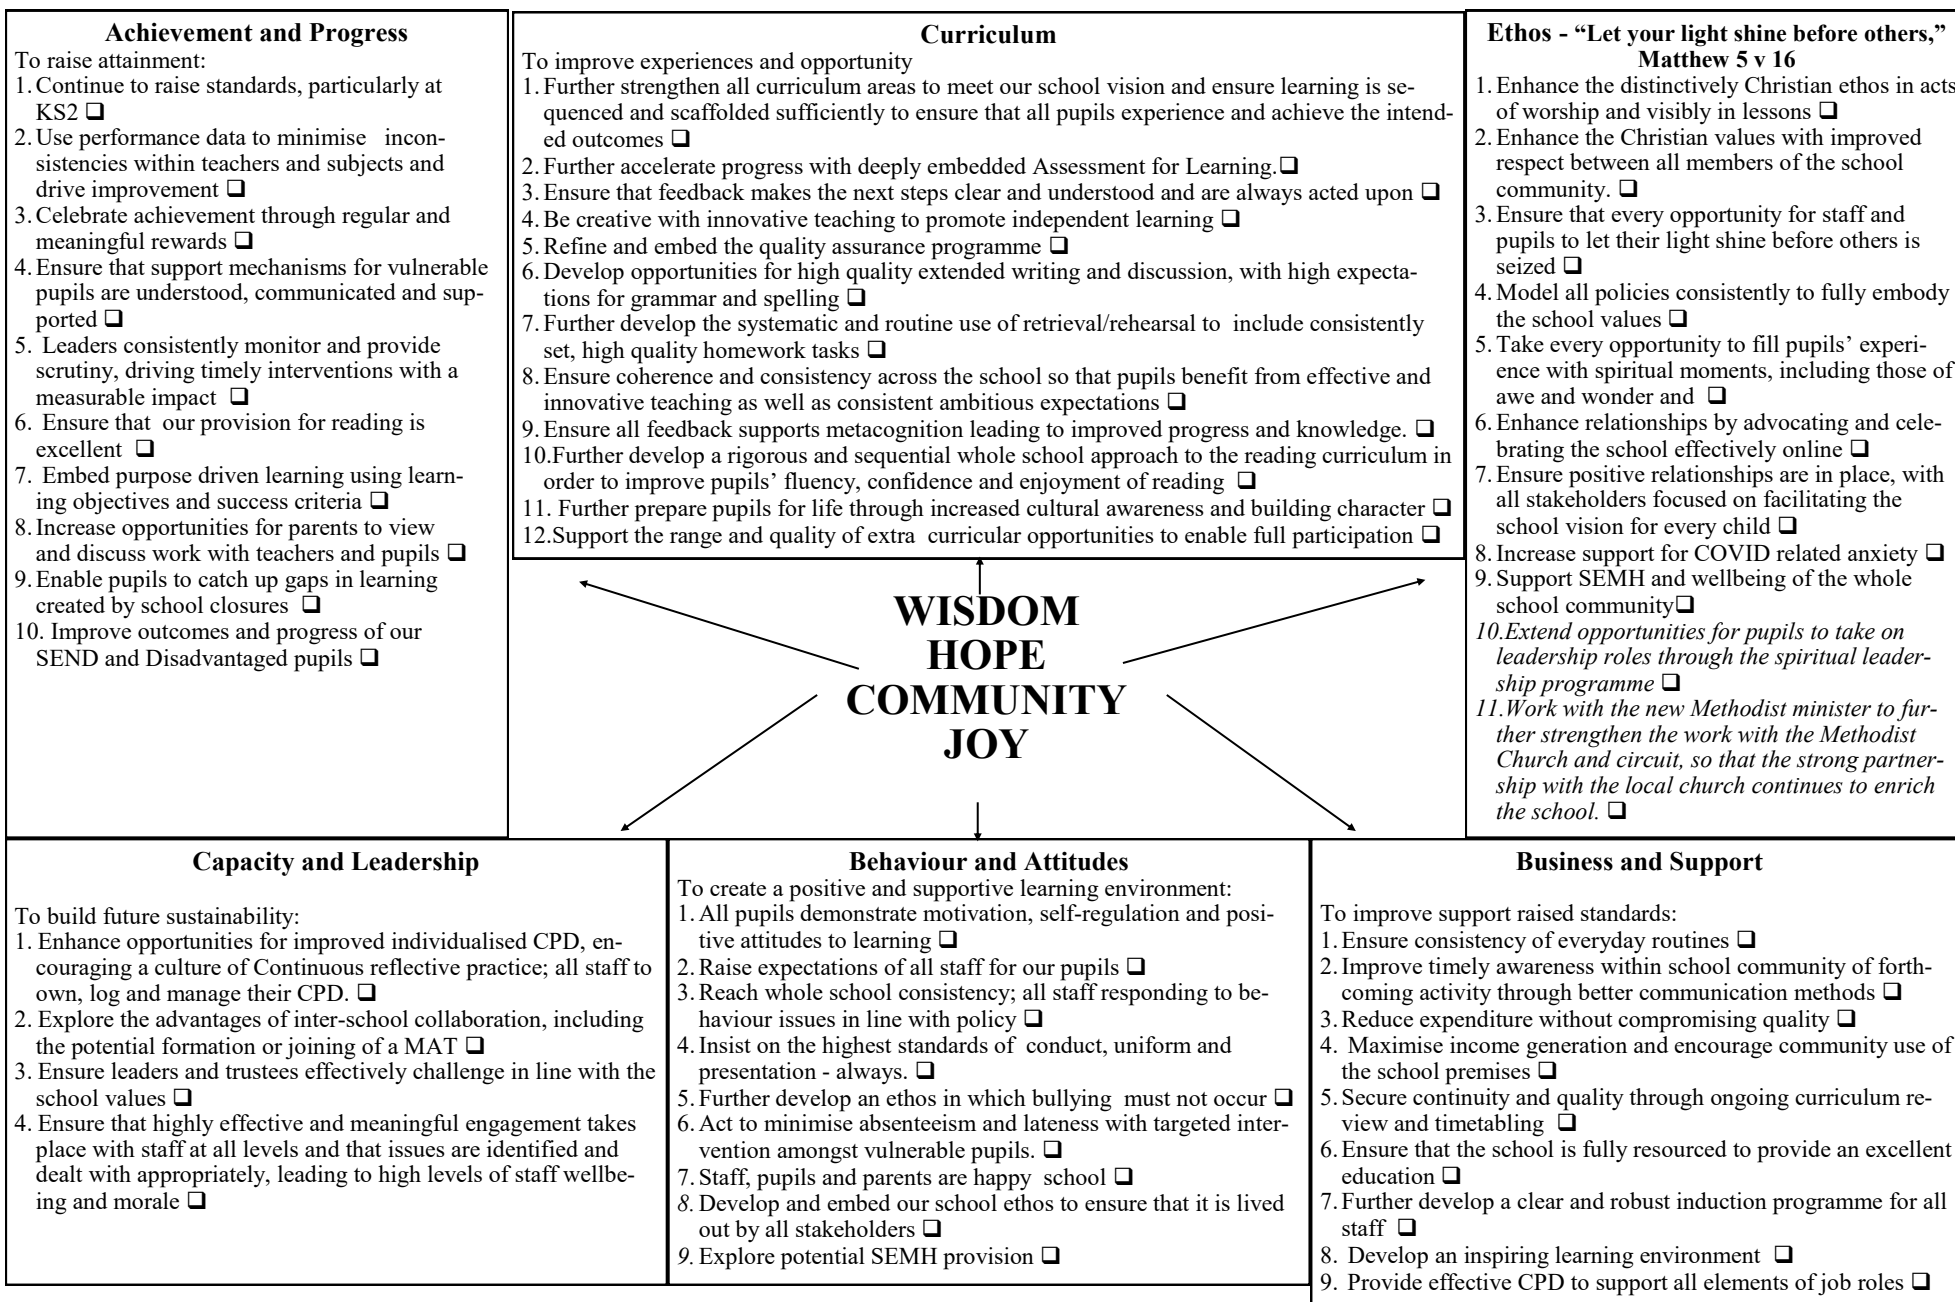 Achievement and Progress
To raise attainment:
1. Continue to raise standards, particularly at
KS2 ❑
2. Use performance data to minimise incon-
sistencies within teachers and subjects and
drive improvement ❑
3. Celebrate achievement through regular and
meaningful rewards ❑
4. Ensure that support mechanisms for vulnerable
pupils are understood, communicated and sup-
ported ❑
5. Leaders consistently monitor and provide
scrutiny, driving timely interventions with a
measurable impact ❑
6. Ensure that our provision for reading is
excellent ❑
7. Embed purpose driven learning using learn-
ing objectives and success criteria ❑
8. Increase opportunities for parents to view
and discuss work with teachers and pupils ❑
9. Enable pupils to catch up gaps in learning
created by school closures ❑
10. Improve outcomes and progress of our
SEND and Disadvantaged pupils ❑
Curriculum
To improve experiences and opportunity
1. Further strengthen all curriculum areas to meet our school vision and ensure learning is se-
quenced and scaffolded sufficiently to ensure that all pupils experience and achieve the intend-
ed outcomes ❑
2. Further accelerate progress with deeply embedded Assessment for Learning.❑
3. Ensure that feedback makes the next steps clear and understood and are always acted upon ❑
4. Be creative with innovative teaching to promote independent learning ❑
5. Refine and embed the quality assurance programme ❑
6. Develop opportunities for high quality extended writing and discussion, with high expecta-
tions for grammar and spelling ❑
7. Further develop the systematic and routine use of retrieval/rehearsal to include consistently
set, high quality homework tasks ❑
8. Ensure coherence and consistency across the school so that pupils benefit from effective and
innovative teaching as well as consistent ambitious expectations ❑
9. Ensure all feedback supports metacognition leading to improved progress and knowledge. ❑
10.Further develop a rigorous and sequential whole school approach to the reading curriculum in
order to improve pupils’ fluency, confidence and enjoyment of reading ❑
11. Further prepare pupils for life through increased cultural awareness and building character ❑
12.Support the range and quality of extra curricular opportunities to enable full participation ❑
Ethos - “Let your light shine before others,”
Matthew 5 v 16
1. Enhance the distinctively Christian ethos in acts
of worship and visibly in lessons ❑
2. Enhance the Christian values with improved
respect between all members of the school
community. ❑
3. Ensure that every opportunity for staff and
pupils to let their light shine before others is
seized ❑
4. Model all policies consistently to fully embody
the school values ❑
5. Take every opportunity to fill pupils’ experi-
ence with spiritual moments, including those of
awe and wonder and ❑
6. Enhance relationships by advocating and cele-
brating the school effectively online ❑
7. Ensure positive relationships are in place, with
all stakeholders focused on facilitating the
school vision for every child ❑
8. Increase support for COVID related anxiety ❑
9. Support SEMH and wellbeing of the whole
school community❑
10.Extend opportunities for pupils to take on
leadership roles through the spiritual leader-
ship programme ❑
11.Work with the new Methodist minister to fur-
ther strengthen the work with the Methodist
Church and circuit, so that the strong partner-
ship with the local church continues to enrich
the school. ❑
WISDOM
HOPE
COMMUNITY
JOY
Capacity and Leadership
To build future sustainability:
1. Enhance opportunities for improved individualised CPD, en-
couraging a culture of Continuous reflective practice; all staff to
own, log and manage their CPD. ❑
2. Explore the advantages of inter-school collaboration, including
the potential formation or joining of a MAT ❑
3. Ensure leaders and trustees effectively challenge in line with the
school values ❑
4. Ensure that highly effective and meaningful engagement takes
place with staff at all levels and that issues are identified and
dealt with appropriately, leading to high levels of staff wellbe-
ing and morale ❑
Behaviour and Attitudes
To create a positive and supportive learning environment:
1. All pupils demonstrate motivation, self-regulation and posi-
tive attitudes to learning ❑
2. Raise expectations of all staff for our pupils ❑
3. Reach whole school consistency; all staff responding to be-
haviour issues in line with policy ❑
4. Insist on the highest standards of conduct, uniform and
presentation - always. ❑
5. Further develop an ethos in which bullying must not occur ❑
6. Act to minimise absenteeism and lateness with targeted inter-
vention amongst vulnerable pupils. ❑
7. Staff, pupils and parents are happy school ❑
8. Develop and embed our school ethos to ensure that it is lived
out by all stakeholders ❑
9. Explore potential SEMH provision ❑
Business and Support
To improve support raised standards:
1. Ensure consistency of everyday routines ❑
2. Improve timely awareness within school community of forth-
coming activity through better communication methods ❑
3. Reduce expenditure without compromising quality ❑
4. Maximise income generation and encourage community use of
the school premises ❑
5. Secure continuity and quality through ongoing curriculum re-
view and timetabling ❑
6. Ensure that the school is fully resourced to provide an excellent
education ❑
7. Further develop a clear and robust induction programme for all
staff ❑
8. Develop an inspiring learning environment ❑
9. Provide effective CPD to support all elements of job roles ❑